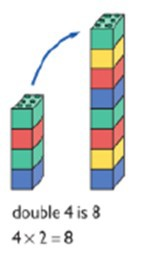 double 4 is 8
4 × 2 = 8